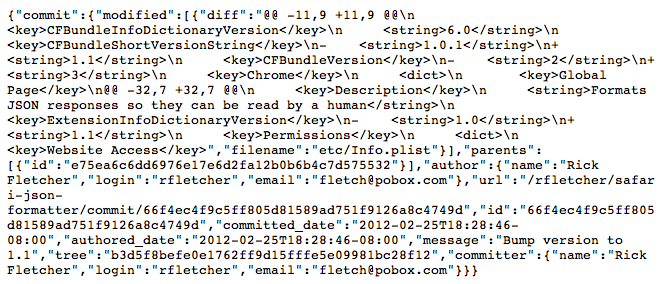 {"commit":{"modified":[{"diff":"@@ -11,9 +11,9 @@\n
<key>CFBundleInfoDictionaryVersion</key>\n     <string>6.0</string>\n
<key>CFBundleShortVersionString</key>\n-    <string>1.0.1</string>\n+
<string>1.1</string>\n     <key>CFBundleVersion</key>\n-    <string>2</string>\n+
<string>3</string>\n     <key>Chrome</key>\n     <dict>\n         <key>Global
Page</key>\n@@ -32,7 +32,7 @@\n     <key>Description</key>\n     <string>Formats
JSON responses so they can be read by a human</string>\n
<key>ExtensionInfoDictionaryVersion</key>\n-    <string>1.0</string>\n+
<string>1.1</string>\n     <key>Permissions</key>\n     <dict>\n
<key>Website Access</key>","filename":"etc/Info.plist"}],"parents":
[{"id":"e75ea6c6dd6976e17e6d2fa12b0b6b4c7d575532"}],"author":{"name":"Rick
Fletcher","login":"rfletcher","email":"fletch@pobox.com"},"url":"/rfletcher/safar
i-json-
formatter/commit/66f4ec4f9c5ff805d81589ad751f9126a8c4749d","id":"66f4ec4f9c5ff805
d81589ad751f9126a8c4749d","committed_date":"2012-02-25T18:28:46-
08:00","authored_date":"2012-02-25T18:28:46-08:00","message":"Bump version to
1.1","tree":"b3d5f8befe0e1762ff9d15fffe5e09981bc28f12","committer":{"name":"Rick
Fletcher","login":"rfletcher","email":"fletch@pobox.com"}}}